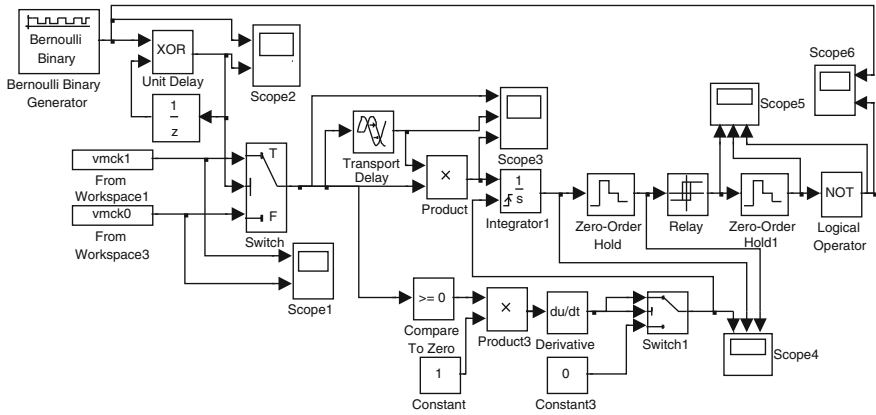 Bernoulli
Binary
Bernoulli Binary
Generator
XOR
Unit Delay
1
z
Scope2
Scope6
Scope5
vmck1
From
Workspace1
vmck0
From
Workspace3
T
F
Switch
Scope1
Transport
Delay
×
Product
Scope3
1
s
Integrator1
Zero-Order
Hold
Relay
Zero-Order
Hold1
NOT
Logical
Operator
>= 0
Compare
To Zero
×
Product3
du/dt
Derivative
Switch1
Scope4
1
Constant
0
Constant3